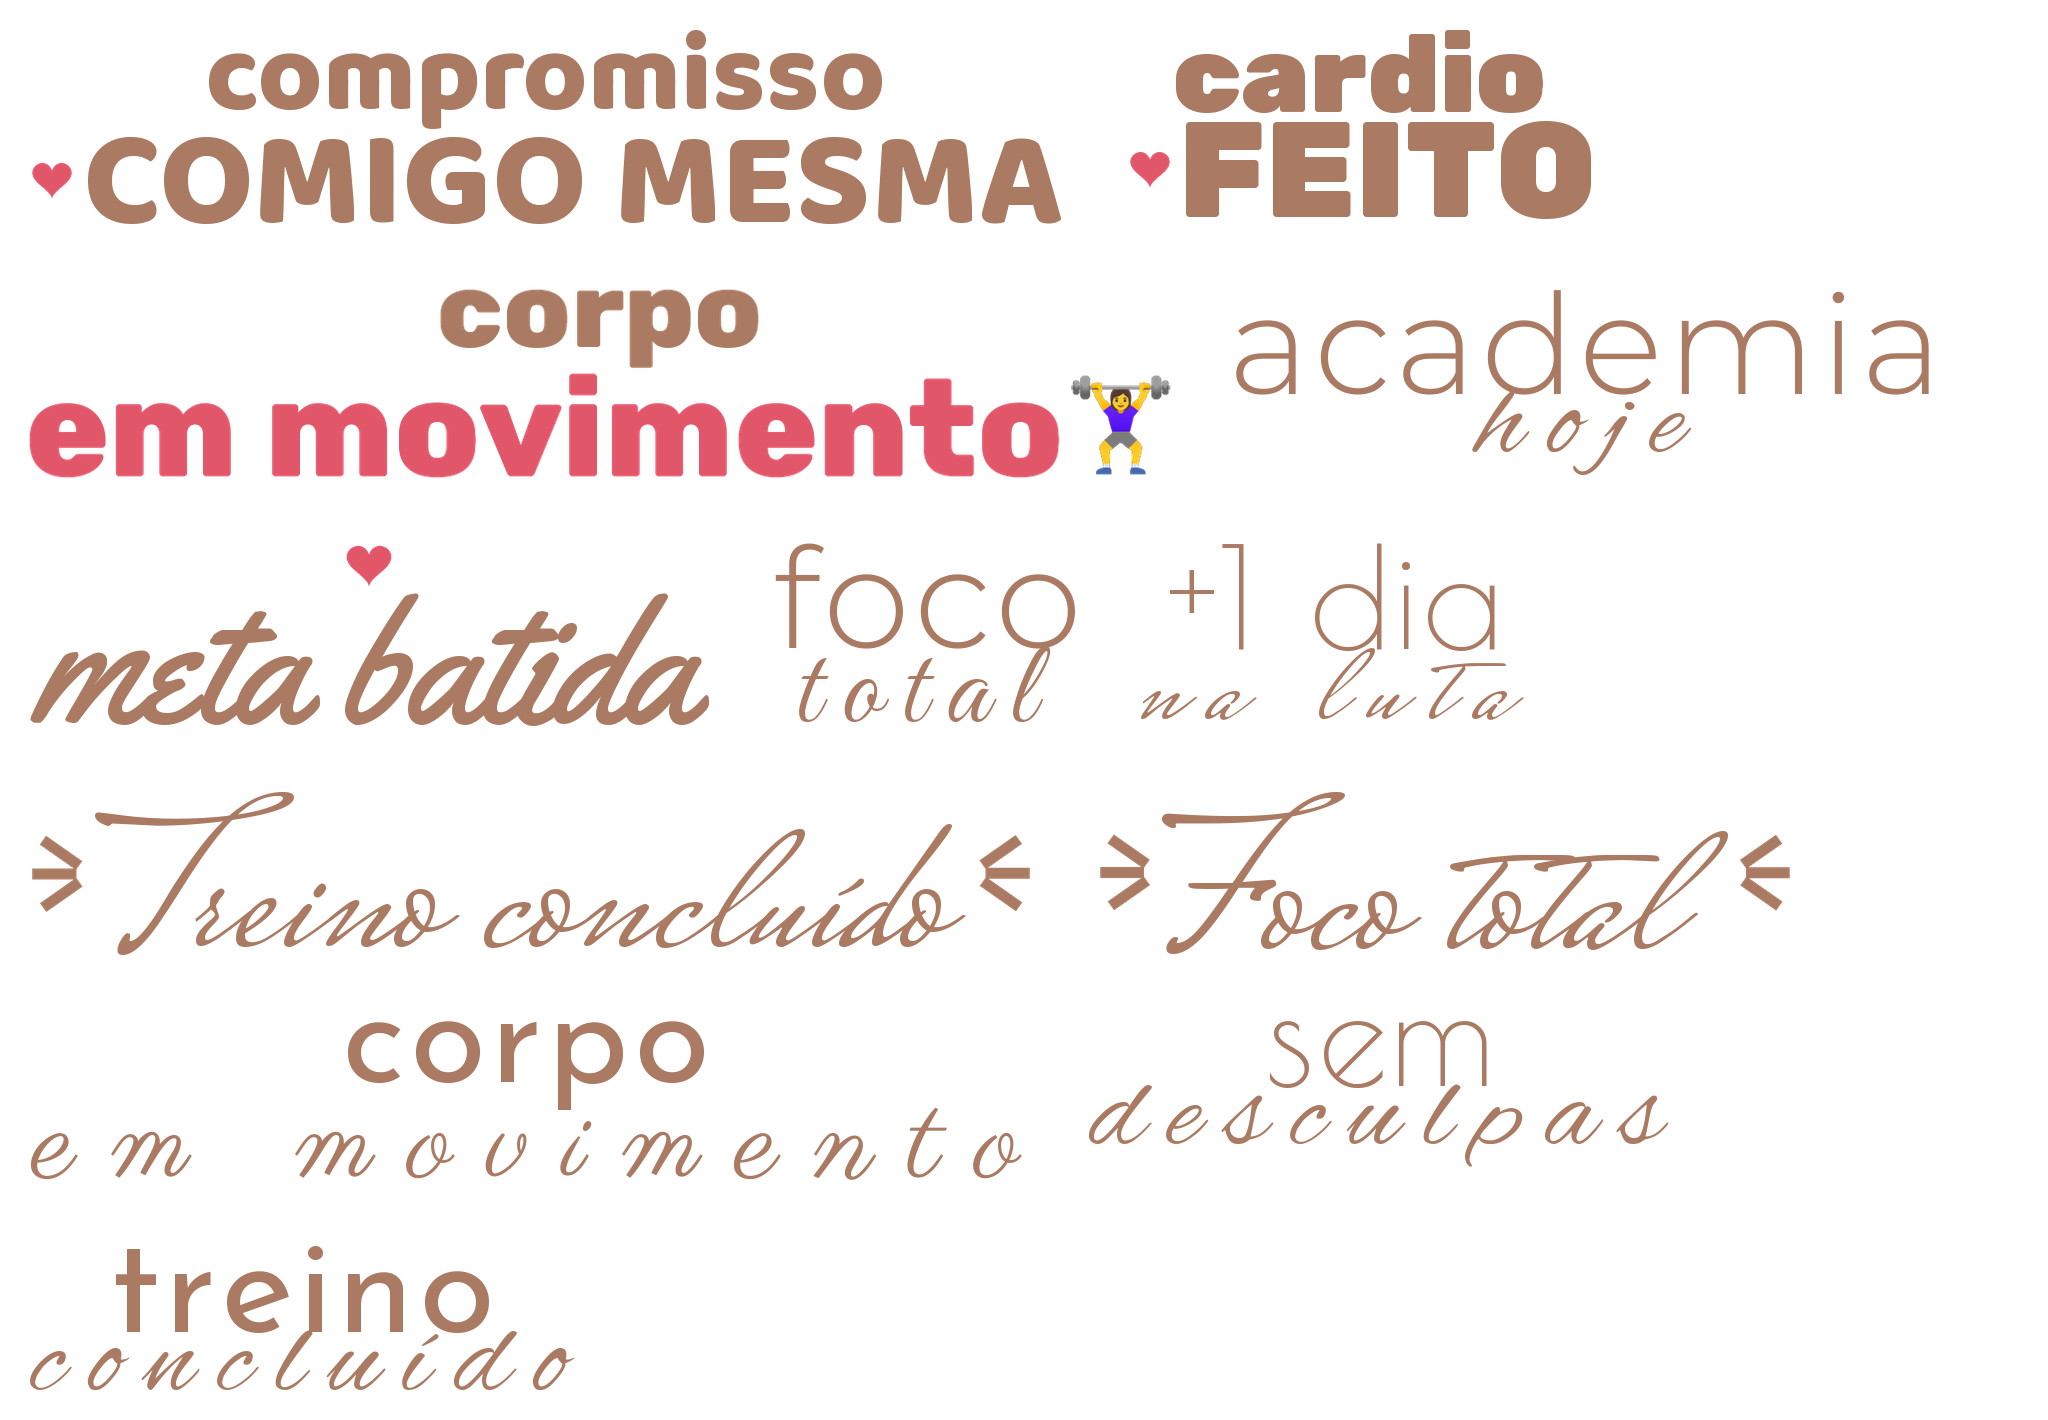 compromisso
❤COMIGO MESMA
cardio
❤FEITO
corpo
em movimento🏋️‍♀️
academia
hoje
❤
meta batida
foco
total
+1 dia
na luta
Treino concluído
Foco total
corpo
em movimento
sem
desculpas
treino
concluído